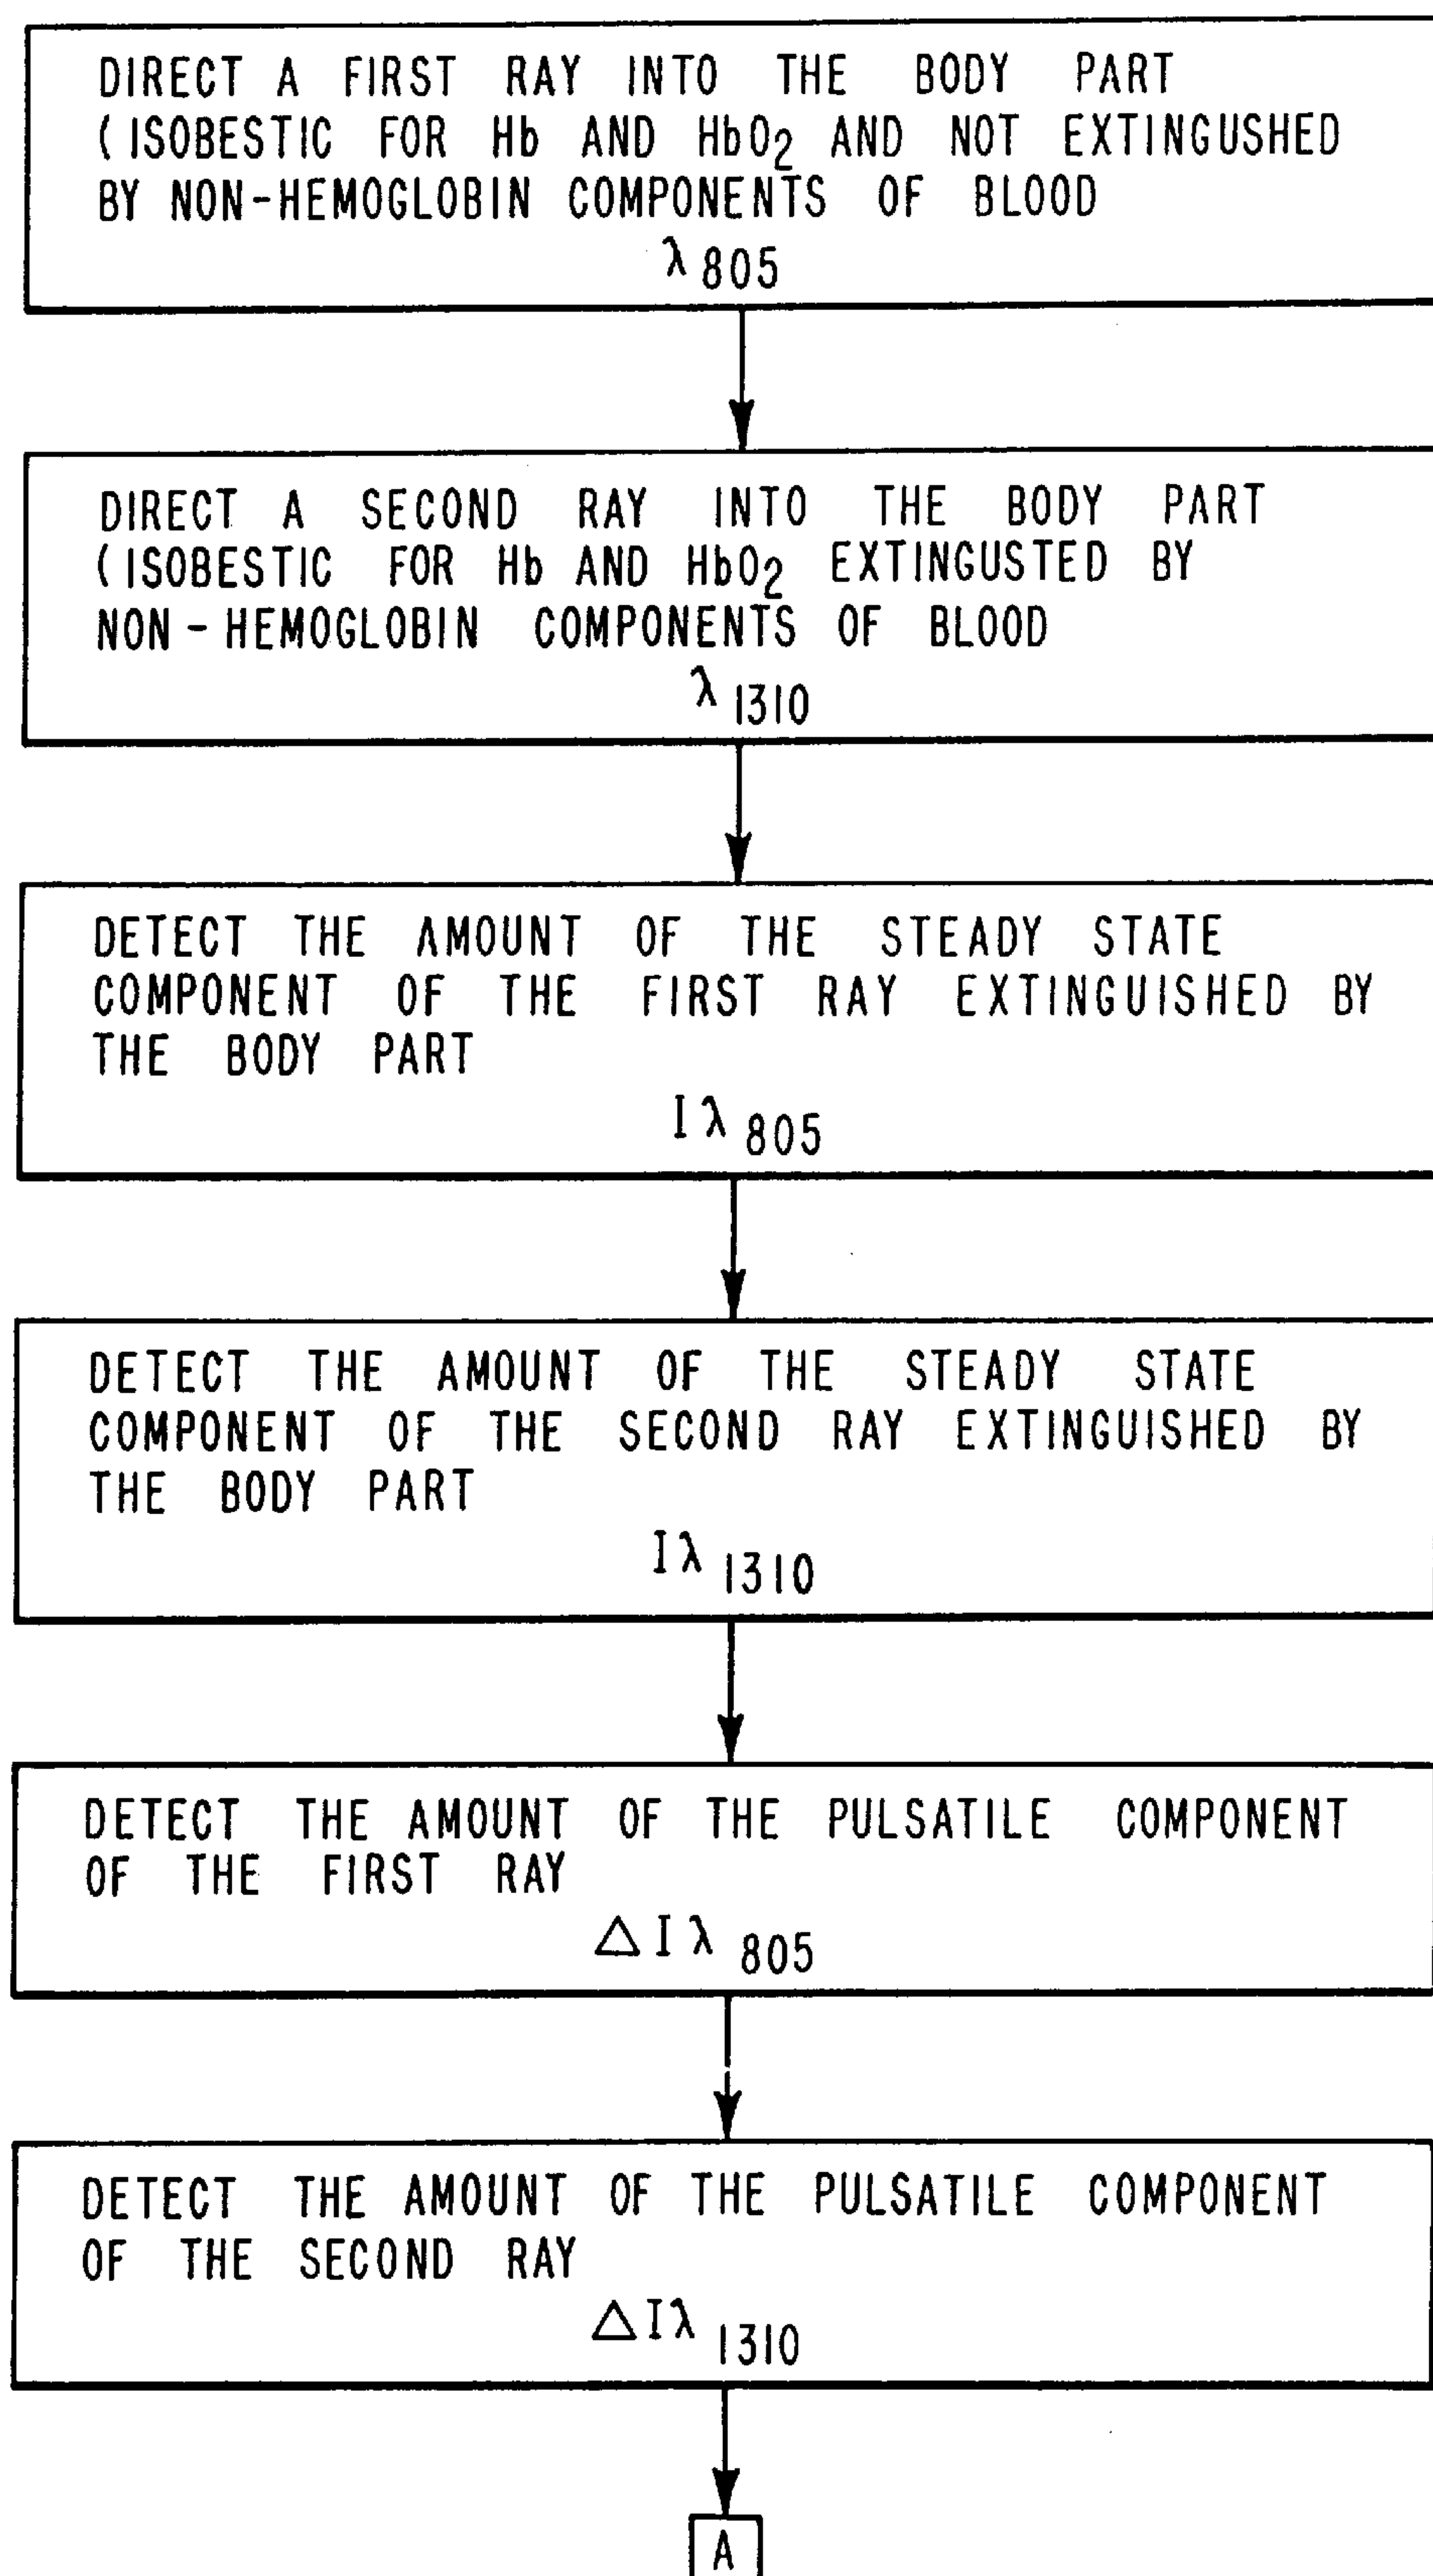 DIRECT A FIRST RAY INTO THE BODY PART
(ISOBESTIC FOR Hb AND HbO2 AND NOT EXTINGUSHED
BY NON-HEMOGLOBIN COMPONENTS OF BLOOD
λ 805
DIRECT A SECOND RAY INTO THE BODY PART
(ISOBESTIC FOR Hb AND HbO2 EXTINGUSTED BY
NON-HEMOGLOBIN COMPONENTS OF BLOOD
λ 1310
DETECT THE AMOUNT OF THE STEADY STATE
COMPONENT OF THE FIRST RAY EXTINGUISHED BY
THE BODY PART
Iλ 805
DETECT THE AMOUNT OF THE STEADY STATE
COMPONENT OF THE SECOND RAY EXTINGUISHED BY
THE BODY PART
Iλ 1310
DETECT THE AMOUNT OF THE PULSATILE COMPONENT
OF THE FIRST RAY
△Iλ 805
DETECT THE AMOUNT OF THE PULSATILE COMPONENT
OF THE SECOND RAY
△Iλ 1310
A